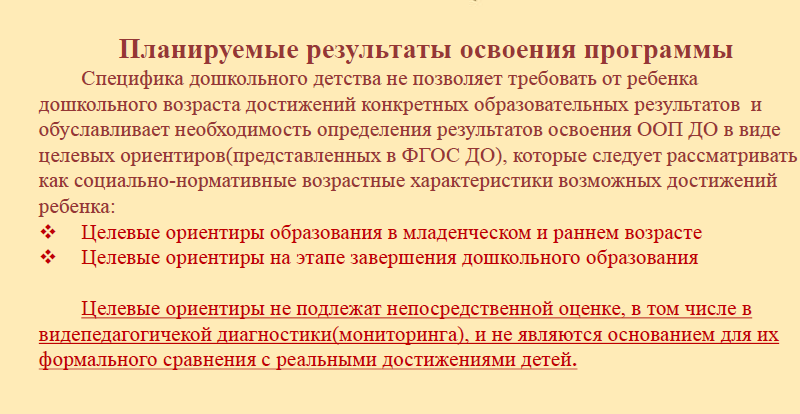 Планируемые результаты освоения программы
Специфика дошкольного детства не позволяет требовать от ребенка
дошкольного возраста достижений конкретных образовательных результатов и
обуславливает необходимость определения результатов освоения ООП ДО в виде
целевых ориентиров(представленных в ФГОС ДО), которые следует рассматривать
как социально-нормативные возрастные характеристики возможных достижений
ребенка:
❖ Целевые ориентиры образования в младенческом и раннем возрасте
❖ Целевые ориентиры на этапе завершения дошкольного образования
Целевые ориентиры не подлежат непосредственной оценке, в том числе в
видепедагогичекой диагностики(мониторинга), и не являются основанием для их
формального сравнения с реальными достижениями детей.